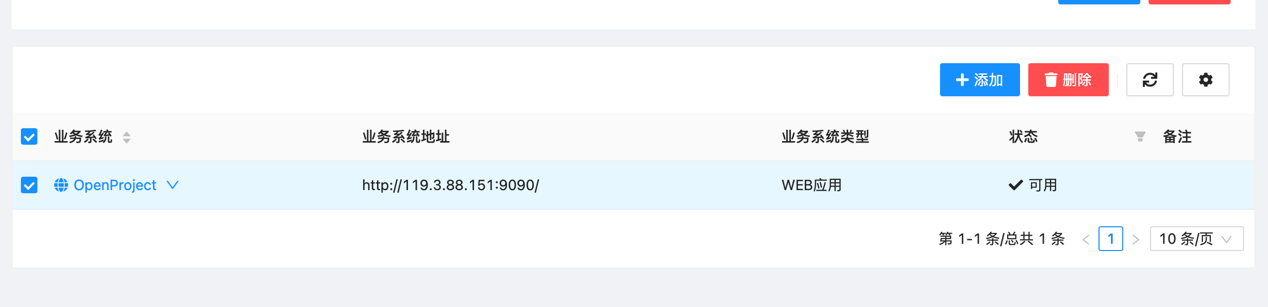 添加 删除
业务系统 业务系统地址 业务系统类型 状态 备注
OpenProject http://119.3.88.151:9090/ WEB应用 可用
第 1-1 条/总共 1 条 1 10 条/页